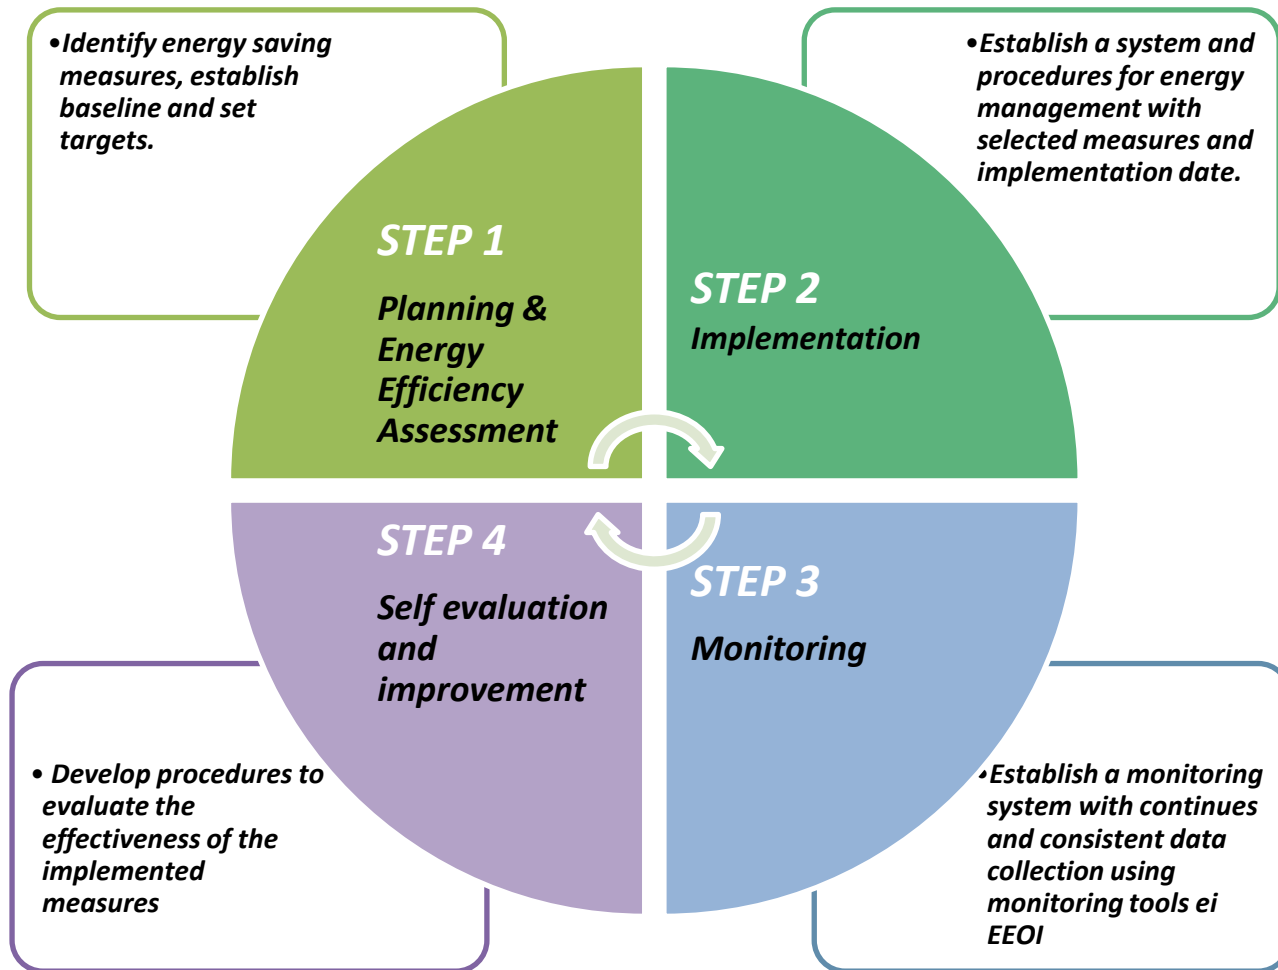 •Identify energy saving
measures, establish
baseline and set
targets.
•Establish a system and
procedures for energy
management with
selected measures and
implementation date.
STEP 1
Planning &
Energy
Efficiency
Assessment
STEP 2
Implementation
STEP 4
Self evaluation
and
improvement
STEP 3
Monitoring
• Develop procedures to
evaluate the
effectiveness of the
implemented
measures
•Establish a monitoring
system with continues
and consistent data
collection using
monitoring tools ei
EEOI